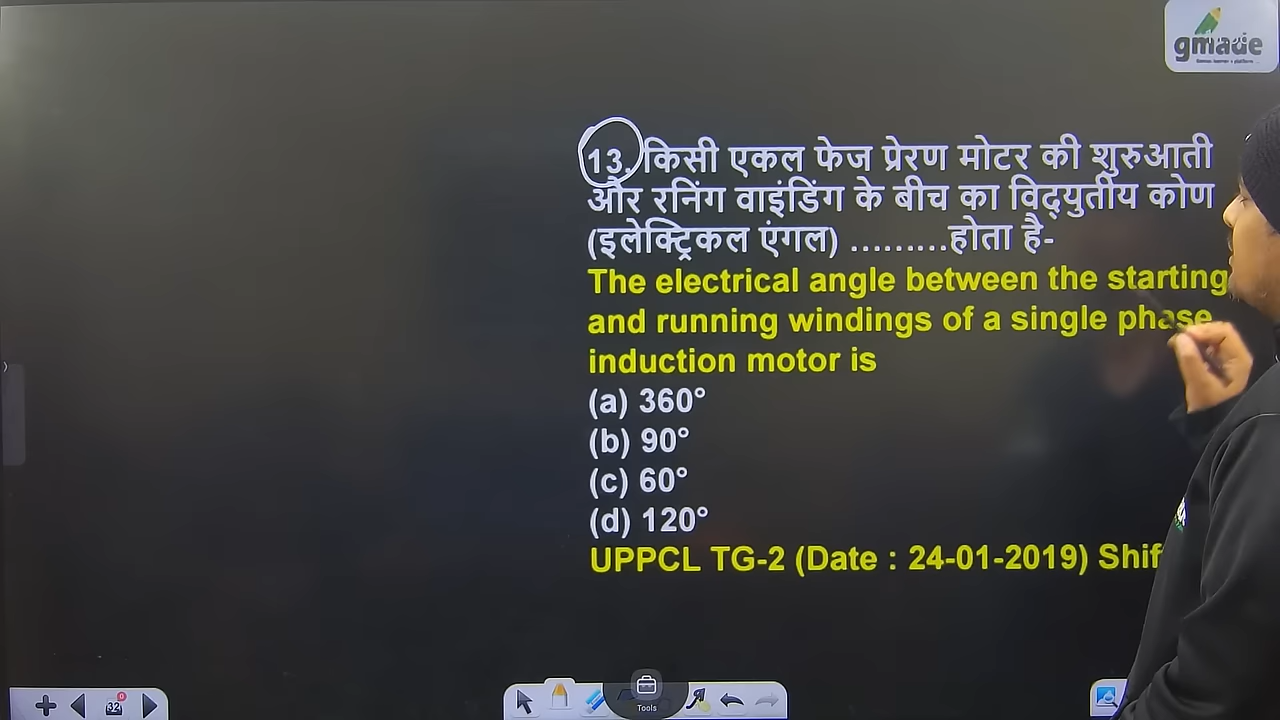 gmade
13. किसी एकल फेज प्रेरण मोटर की शुरुआती
और रनिंग वाइंडिंग के बीच का विद्युतीय कोण
(इलेक्ट्रिकल एंगल) .........होता है-
The electrical angle between the starting
and running windings of a single phase
induction motor is
(a) 360°
(b) 90°
(c) 60°
(d) 120°
UPPCL TG-2 (Date : 24-01-2019) Shif
32
Tools